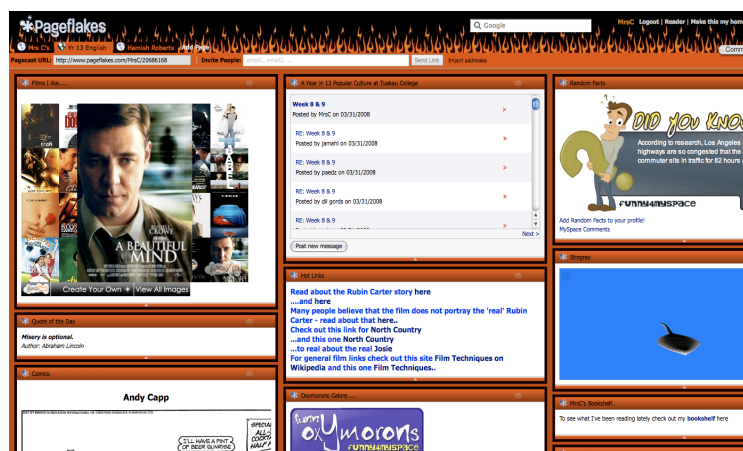 Pageflakes
Google
MrsC Logout | Reader | Make this my hom
Mrs C's
Yr 13 English
Hamish Roberts
Add Page
Comm
Pagecast URL: http://www.pageflakes.com/MrsC/20686168
Invite People: email1, email2, ...
Send Link
Import addresses
Films I like.....
RUSSELL CROWE
A BEAUTIFUL MIND
Create Your Own
View All Images
Quote of the Day
Misery is optional.
Author: Abraham Lincoln
Comics
Andy Capp
SPECIAL
ALL-
COCKTA
HALF P
I'LL HAVE A PINT
OF BEER SUNRISE
A Year in 13 Popular Culture at Tuakau College
Week 8 & 9
Posted by MrsC on 03/31/2008
RE: Week 8 & 9
Posted by jamahl on 03/31/2008
RE: Week 8 & 9
Posted by paedz on 03/31/2008
RE: Week 8 & 9
Posted by dll gords on 03/31/2008
RE: Week 8 & 9
Next >
Post new message
Hot Links
Read about the Rubin Carter story here
....and here
Many people believe that the film does not portray the 'real' Rubin
Carter - read about that here..
Check out this link for North Country
...and this one North Country
...to real about the real Josie
For general film links check out this site Film Techniques on
Wikipedia and this one Film Techniques..
Oxymorons Galore.....
funny
oxymorons
FUNNY4MYSPACE
Random Facts
DID YOU KNO
According to research, Los Angeles
highways are so congested that the
commuter sits in traffic for 82 hours
FUNNY4MYSPACE
Add Random Facts to your profile!
MySpace Comments
Stingray
MrsC's Bookshelf.
To see what I've been reading lately check out my bookshelf here